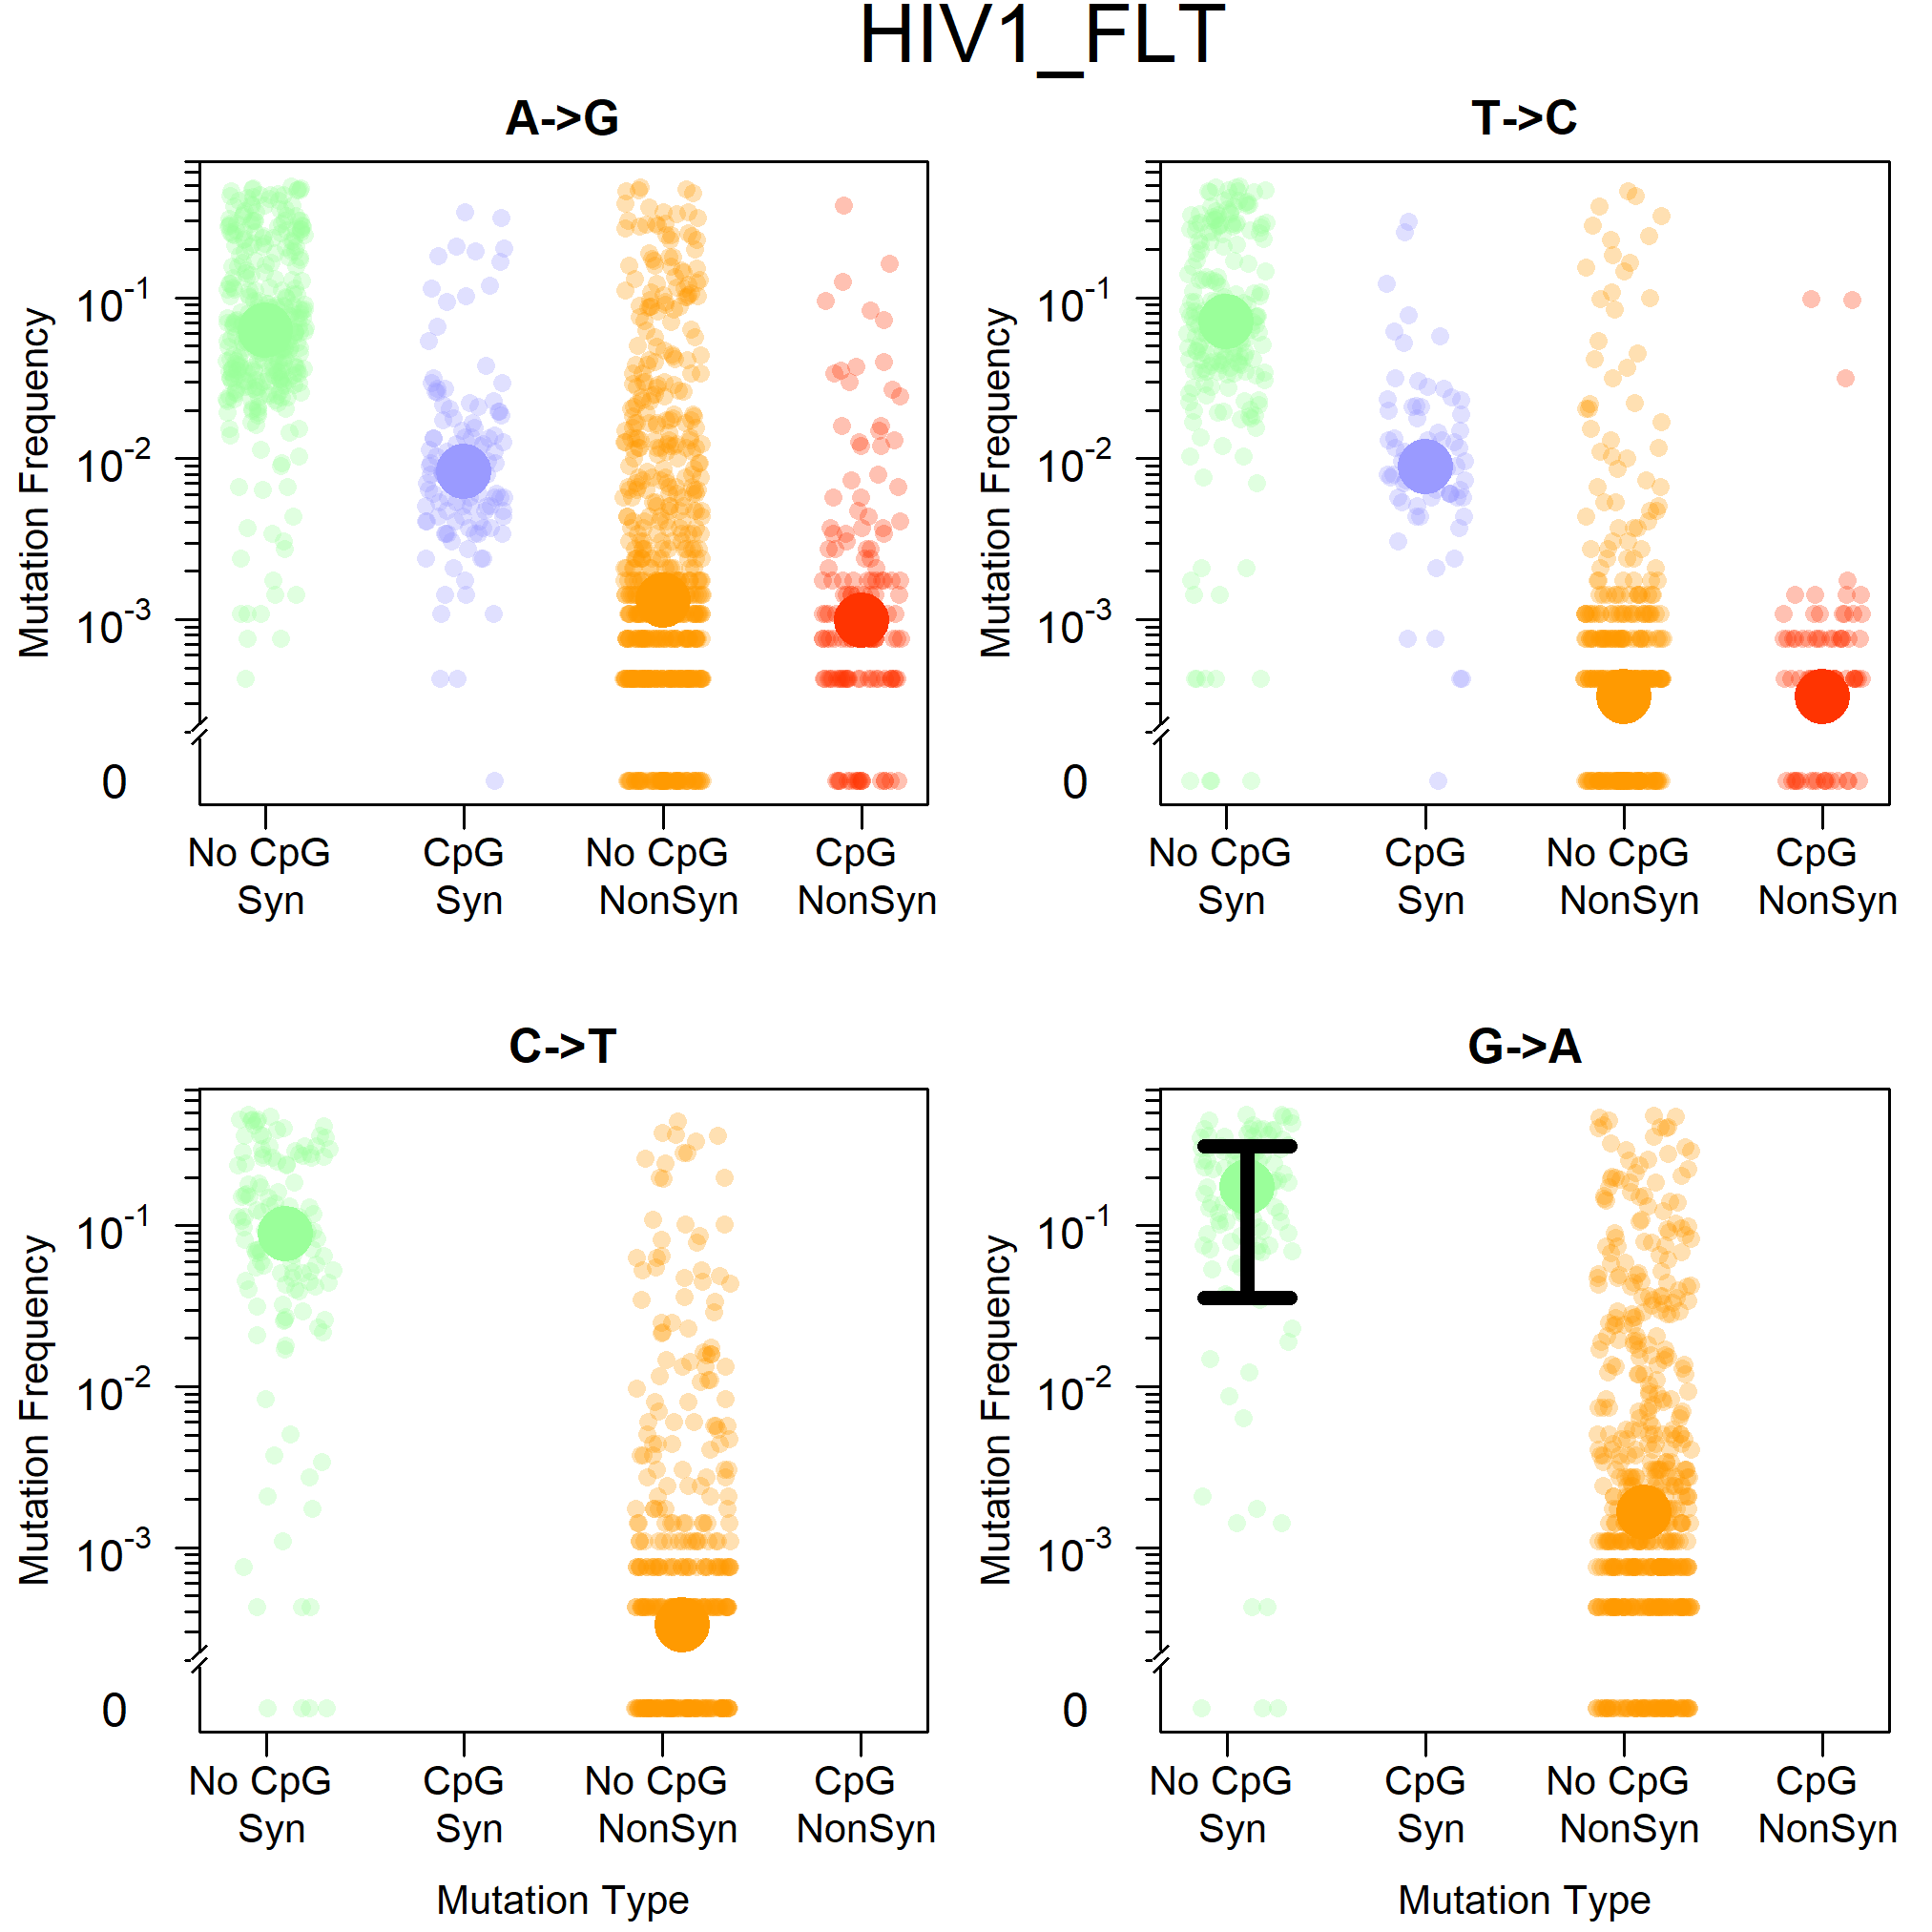 HIV1_FLT
A->G
Mutation Frequency
10-1
10-2
10-3
0
No CpG Syn
CpG Syn
No CpG NonSyn
CpG NonSyn
T->C
Mutation Frequency
10-1
10-2
10-3
0
No CpG Syn
CpG Syn
No CpG NonSyn
CpG NonSyn
C->T
Mutation Frequency
10-1
10-2
10-3
0
No CpG Syn
CpG Syn
No CpG NonSyn
CpG NonSyn
Mutation Type
G->A
Mutation Frequency
10-1
10-2
10-3
0
No CpG Syn
CpG Syn
No CpG NonSyn
CpG NonSyn
Mutation Type